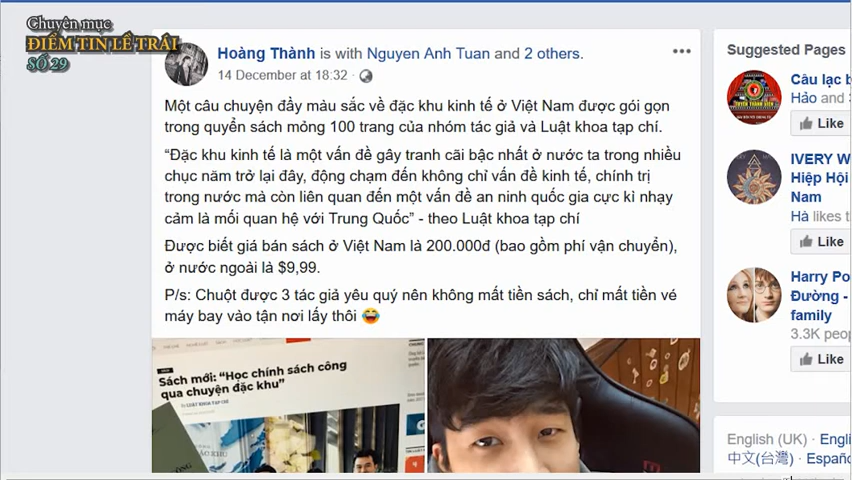 Chuyên mục
ĐIỂM TIN LỀ TRÁI
SỐ 29
Hoàng Thành is with Nguyen Anh Tuan and 2 others.
14 December at 18:32
Một câu chuyện đầy màu sắc về đặc khu kinh tế ở Việt Nam được gói gọn
trong quyển sách mỏng 100 trang của nhóm tác giả và Luật khoa tạp chí.
“Đặc khu kinh tế là một vấn đề gây tranh cãi bậc nhất ở nước ta trong nhiều
chục năm trở lại đây, động chạm đến không chỉ vấn đề kinh tế, chính trị
trong nước mà còn liên quan đến một vấn đề an ninh quốc gia cực kì nhạy
cảm là mối quan hệ với Trung Quốc” - theo Luật khoa tạp chí
Được biết giá bán sách ở Việt Nam là 200.000đ (bao gồm phí vận chuyển),
ở nước ngoài là $9,99.
P/s: Chuột được 3 tác giả yêu quý nên không mất tiền sách, chỉ mất tiền vé
máy bay vào tận nơi lấy thôi 😂
Sách mới: “Học chính sách công
qua chuyện đặc khu”
Suggested Pages
Câu lạc b
Hảo and
Like
IVERY W
Hiệp Hội
Nam
Hà likes t
Like
Harry Po
Đường -
family
3.3K peop
Like
English (UK) · Engli
中文(台灣) · Españo